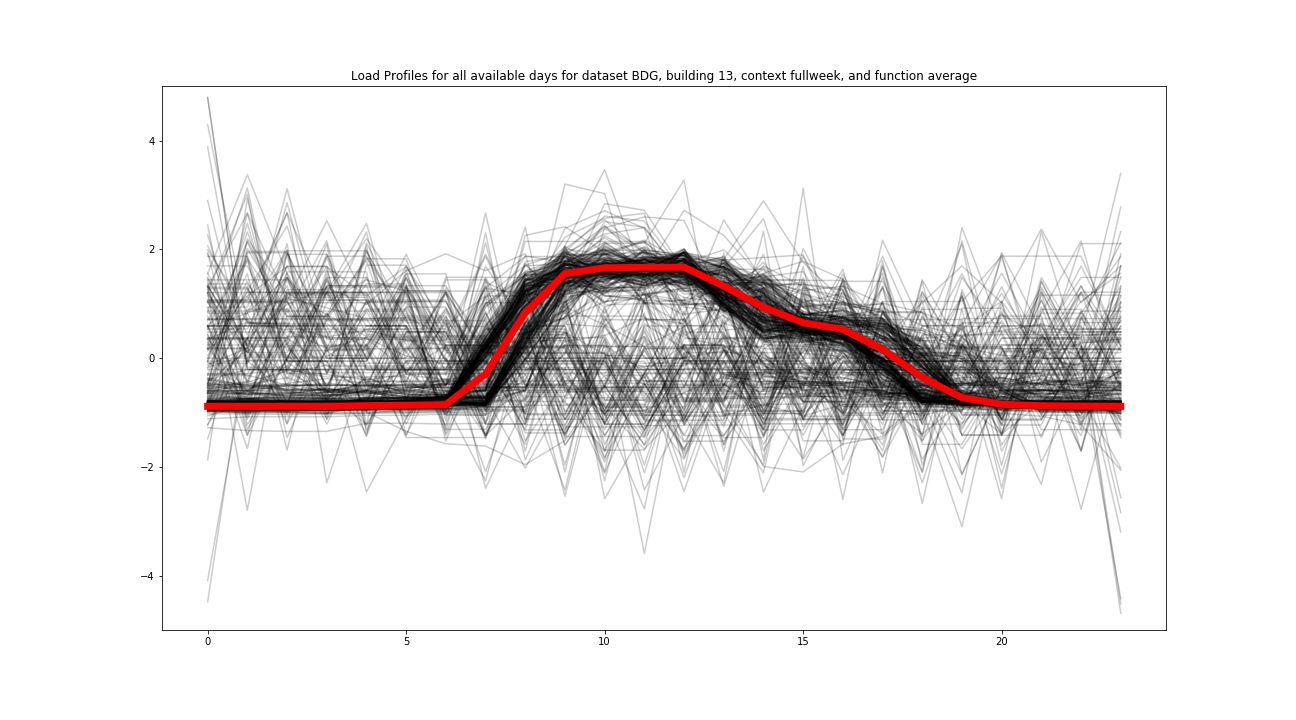 Load Profiles for all available days for dataset BDG, building 13, context fullweek, and function average
4
2
0
−2
−4
0 5 10 15 20